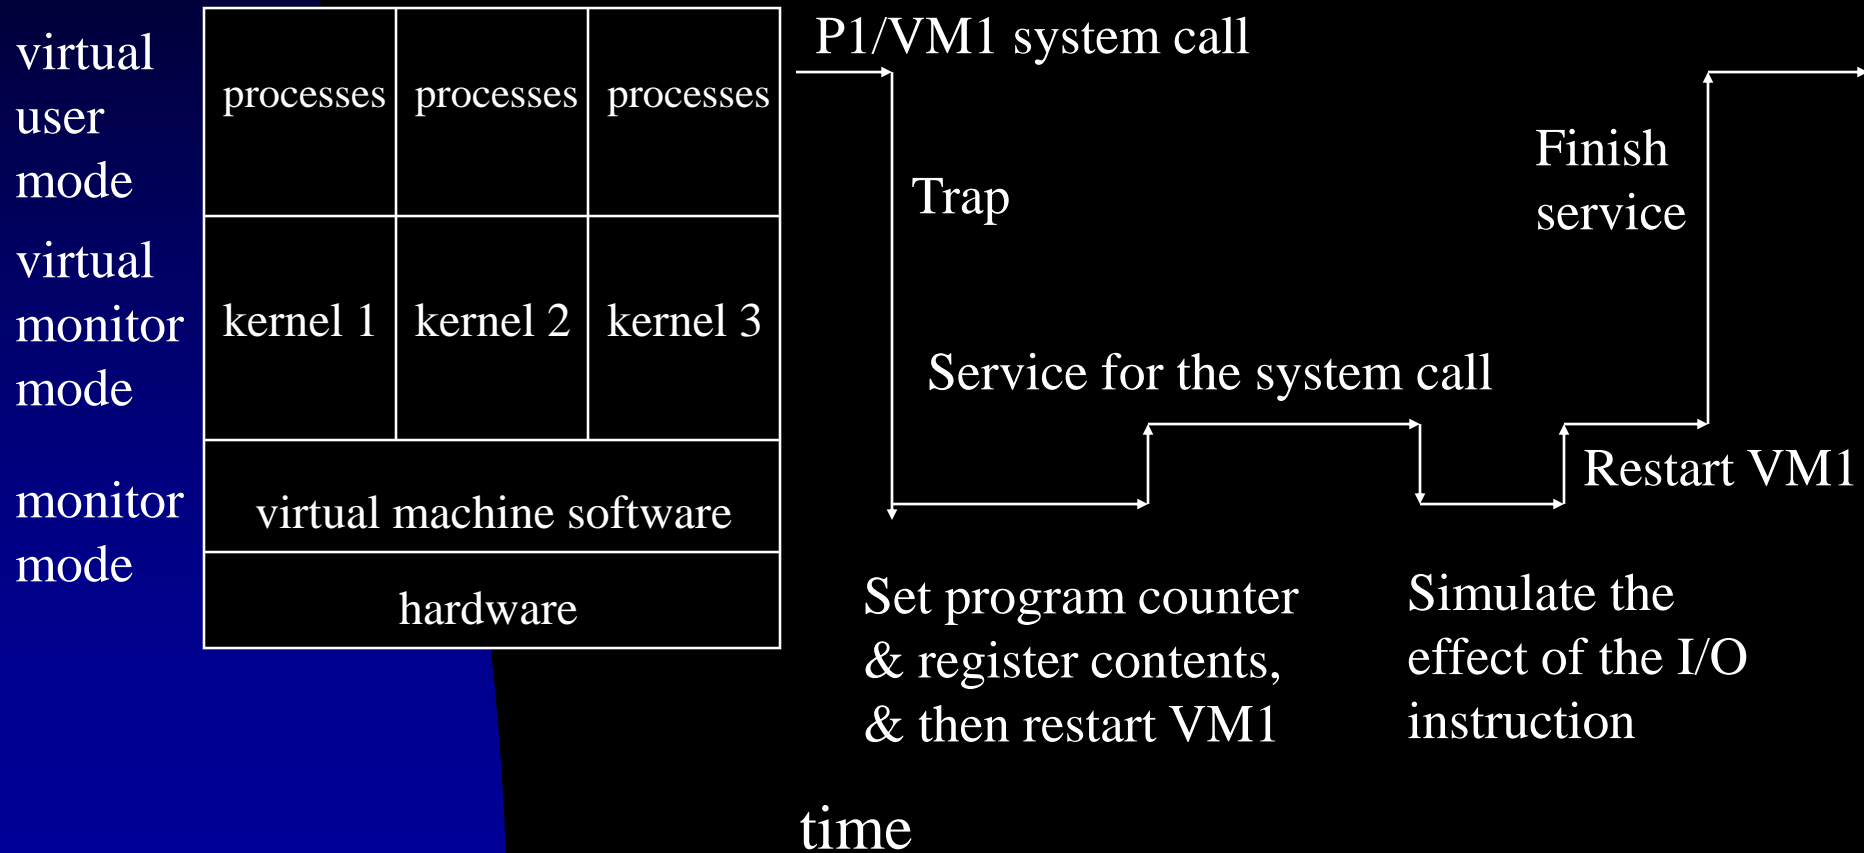 virtual
user
mode
processes processes processes
virtual
monitor
mode
kernel 1 kernel 2 kernel 3
monitor
mode
virtual machine software
hardware
P1/VM1 system call
Trap
Finish
service
Service for the system call
Restart VM1
Set program counter
& register contents,
& then restart VM1
Simulate the
effect of the I/O
instruction
time